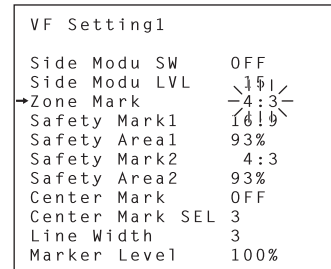 VF Setting1
Side Modu SW OFF
Side Modu LVL 15
→Zone Mark 4:3
Safety Mark1 16:9
Safety Area1 93%
Safety Mark2 4:3
Safety Area2 93%
Center Mark OFF
Center Mark SEL 3
Line Width 3
Marker Level 100%